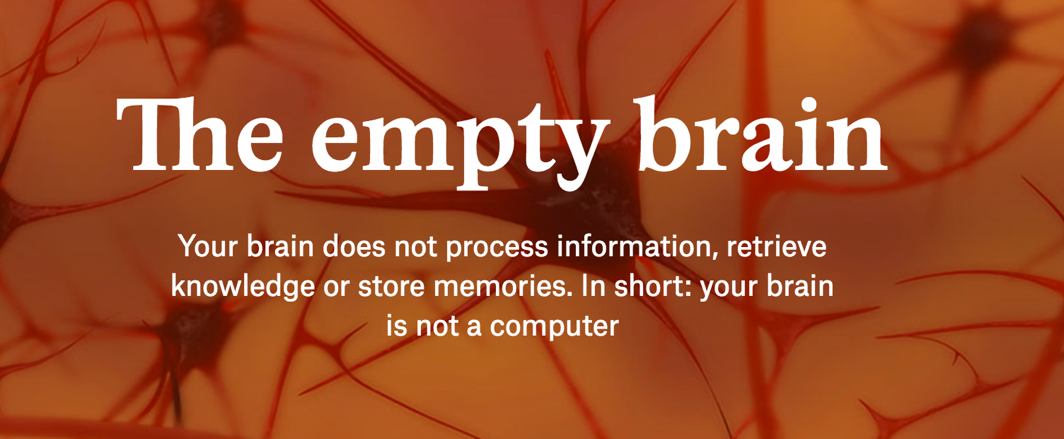 The empty brain
Your brain does not process information, retrieve
knowledge or store memories. In short: your brain
is not a computer